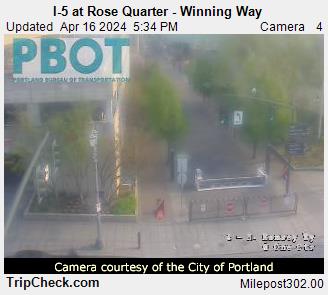 I-5 at Rose Quarter - Winning Way
Updated Apr 16 2024 5:34 PM Camera 4
PBOT
PORTLAND BUREAU OF TRANSPORTATION
Camera courtesy of the City of Portland
TripCheck.com Milepost302.00